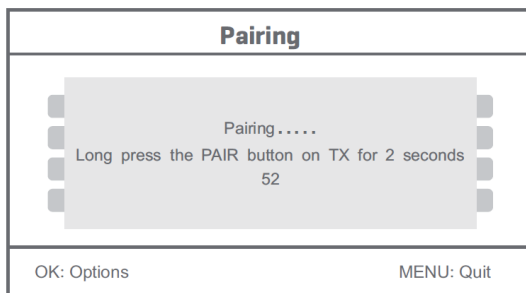 Pairing
Pairing.....
Long press the PAIR button on TX for 2 seconds
52
OK: Options
MENU: Quit